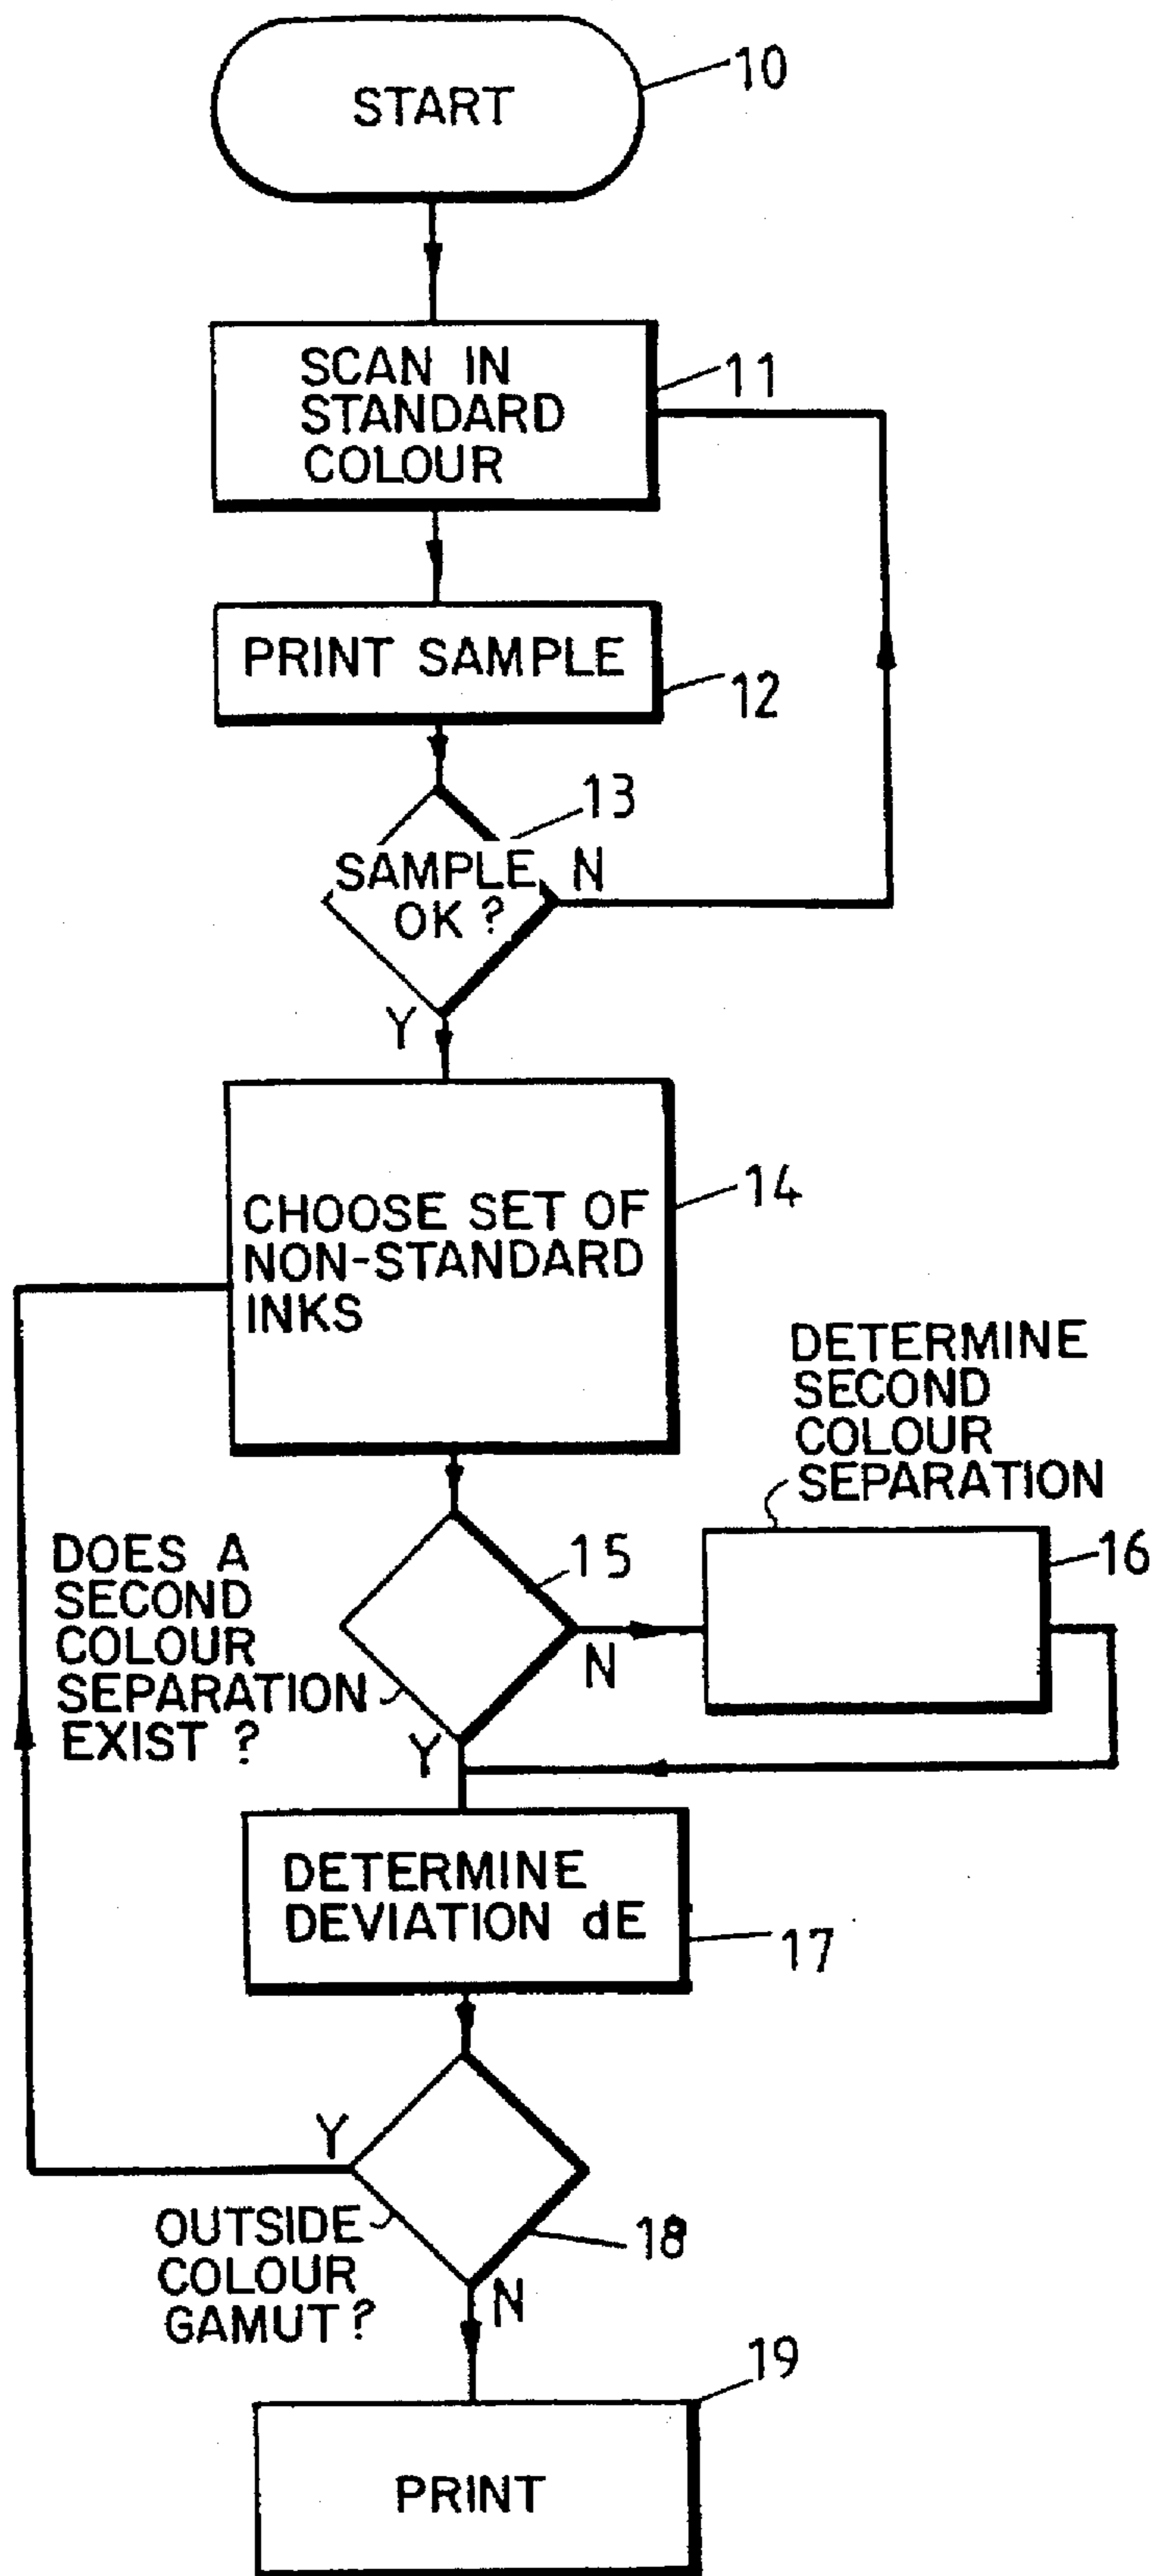 START
10
SCAN IN
STANDARD
COLOUR
11
PRINT SAMPLE
12
13
SAMPLE
OK ?
N
Y
CHOOSE SET OF
NON-STANDARD
INKS
14
DETERMINE
SECOND
COLOUR
SEPARATION
16
DOES A
SECOND
COLOUR
SEPARATION
EXIST ?
15
N
Y
DETERMINE
DEVIATION dE
17
Y
OUTSIDE
COLOUR
GAMUT ?
18
N
19
PRINT